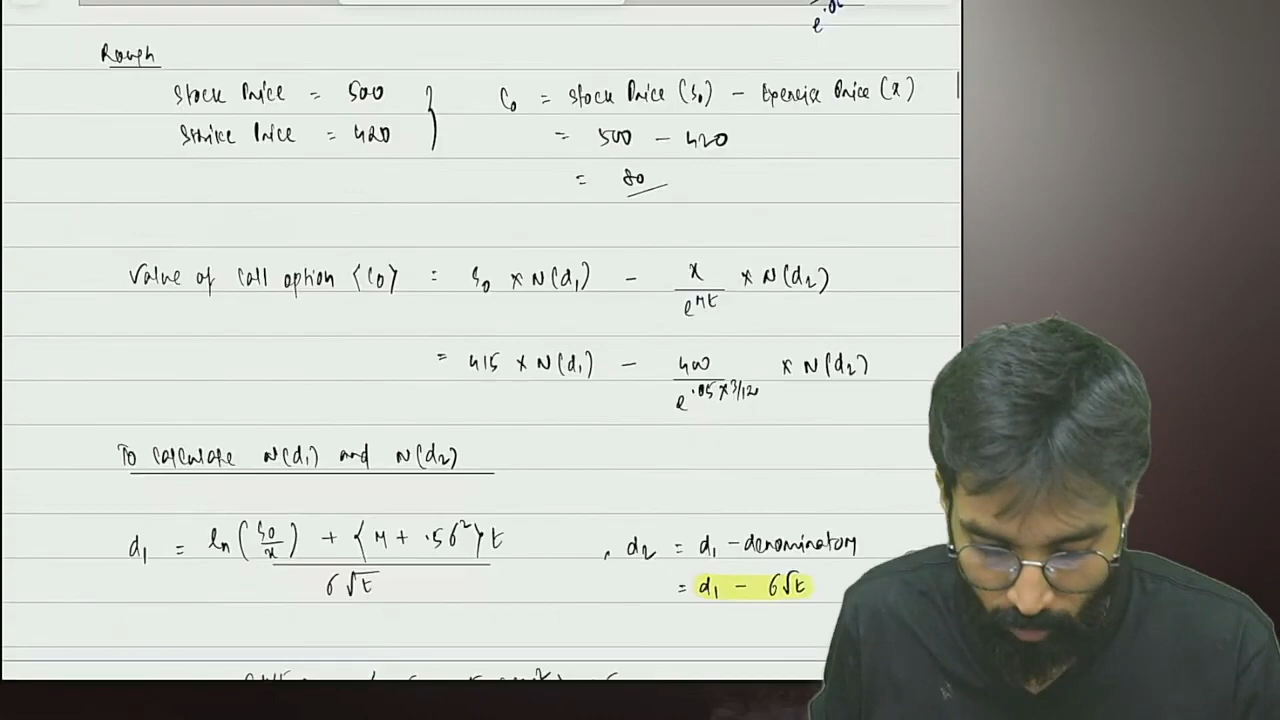 e^.05
Rough
Stock Price = 500
Strike Price = 420
C₀ = Stock Price (S₀) - Exercise Price (x)
= 500 - 420
= 80
Value of call option {C₀} = S₀ × N(d₁) - x / e^rt × N(d₂)
= 415 × N(d₁) - 400 / e^.05×3/12 × N(d₂)
To calculate N(d₁) and N(d₂)
d₁ = ln(S₀/x) + {r + .5σ²}t / σ√t , d₂ = d₁ - denominator
= d₁ - σ√t